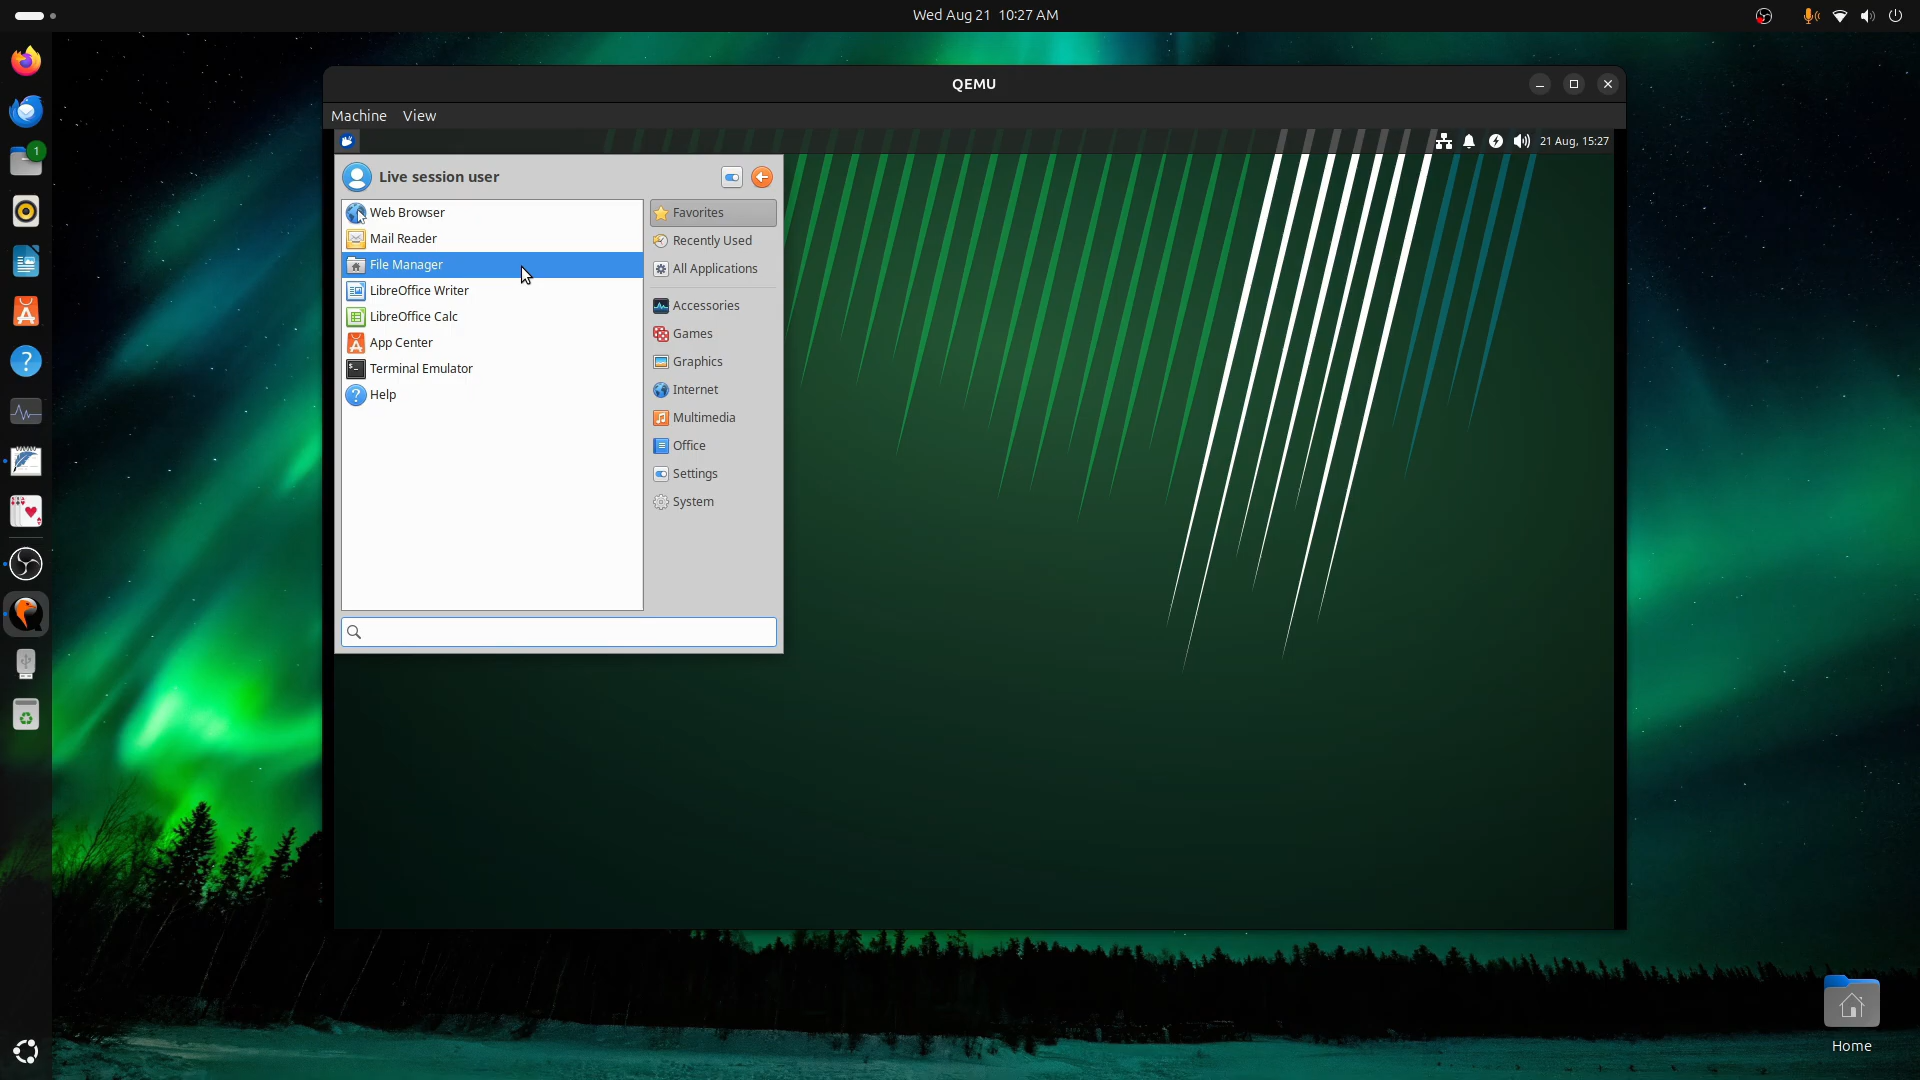 Wed Aug 21 10:27 AM
QEMU
Machine View
21 Aug, 15:27
Live session user
Web Browser
Mail Reader
File Manager
LibreOffice Writer
LibreOffice Calc
App Center
Terminal Emulator
Help
Favorites
Recently Used
All Applications
Accessories
Games
Graphics
Internet
Multimedia
Office
Settings
System
1
Home